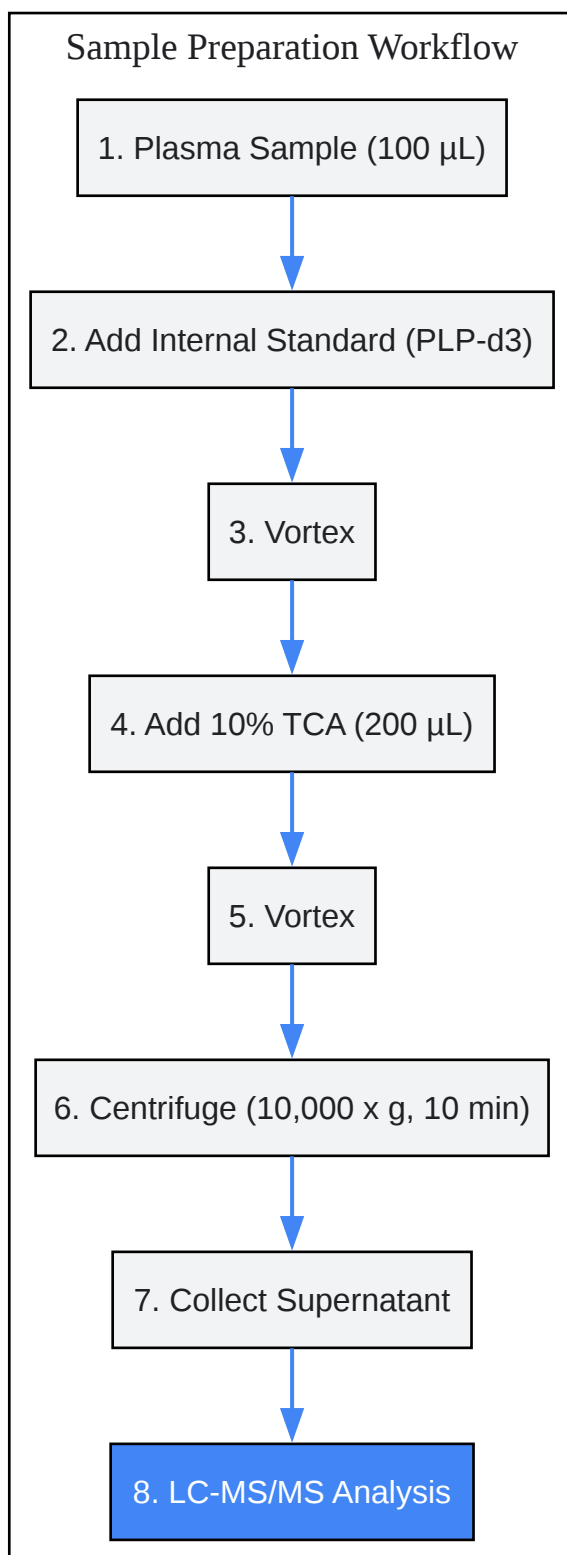 Sample Preparation Workflow
1. Plasma Sample (100 µL)
2. Add Internal Standard (PLP-d3)
3. Vortex
4. Add 10% TCA (200 µL)
5. Vortex
6. Centrifuge (10,000 x g, 10 min)
7. Collect Supernatant
8. LC-MS/MS Analysis